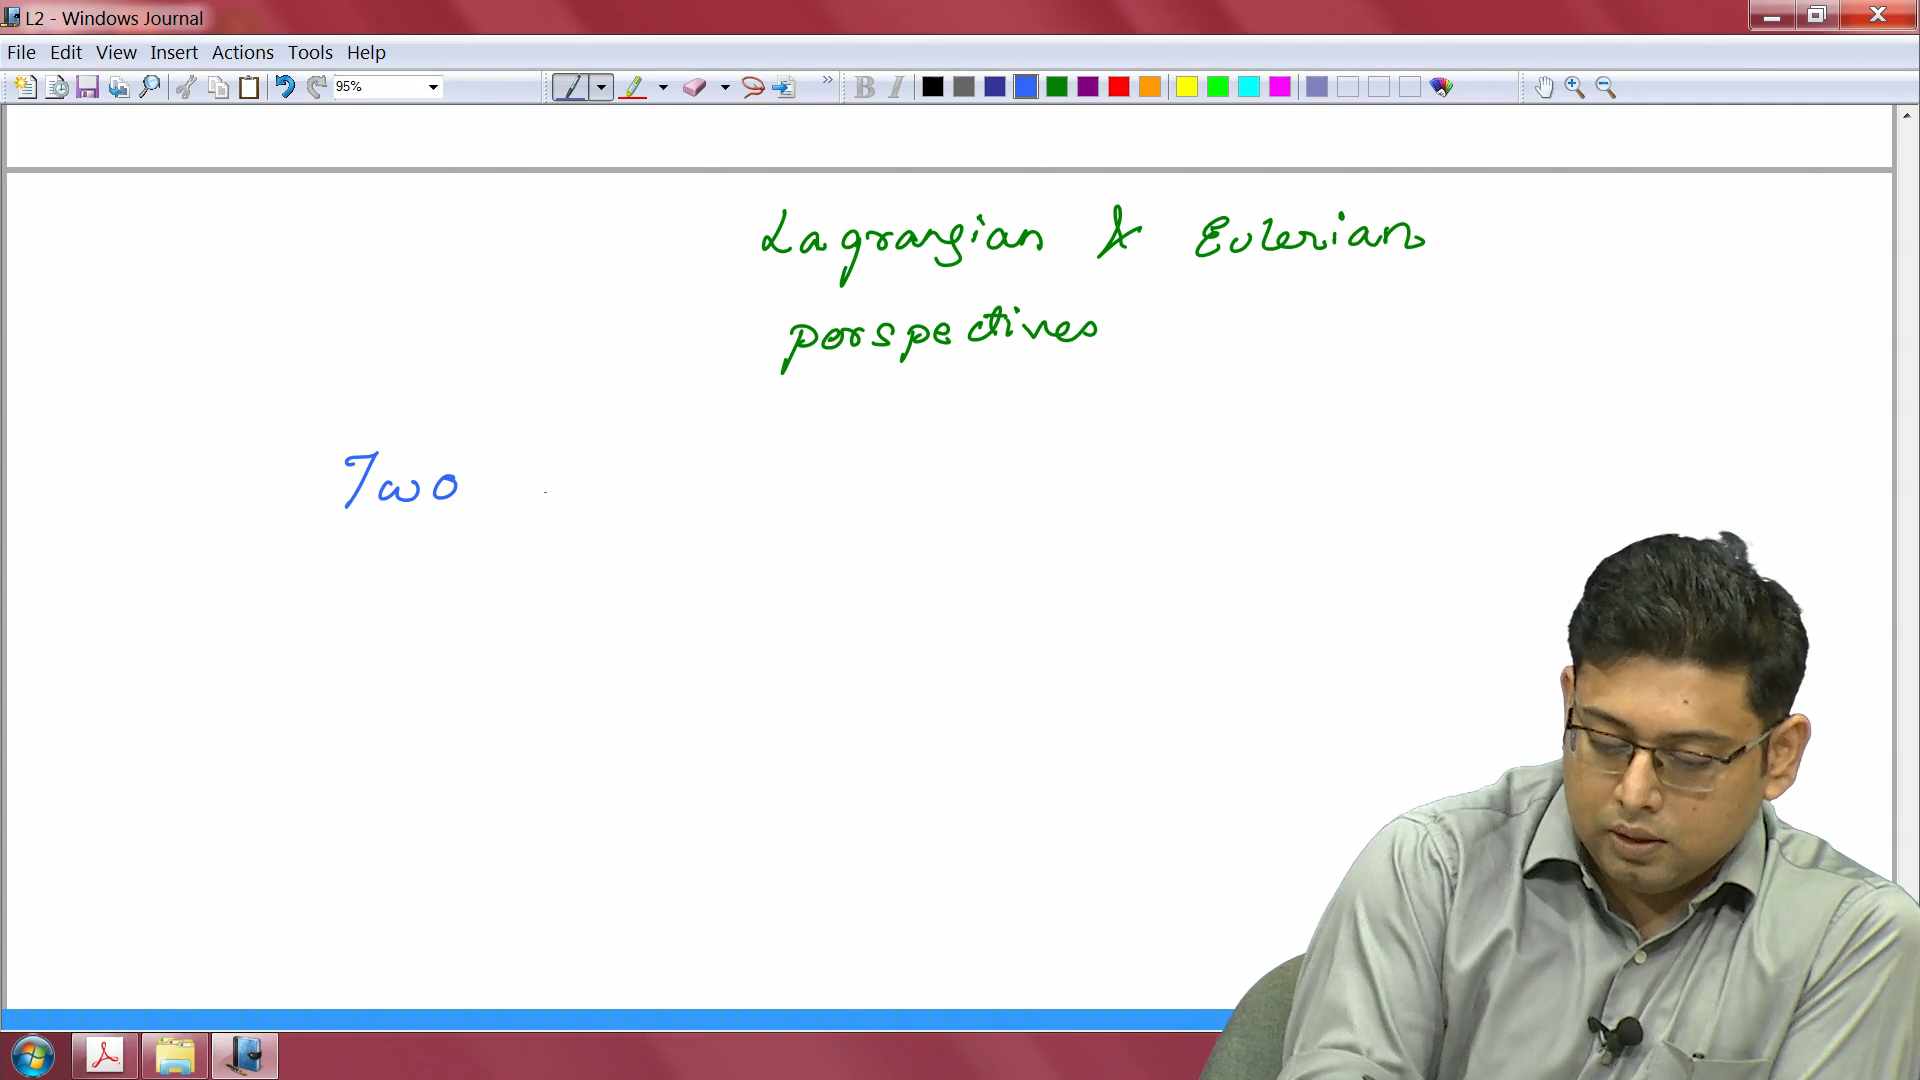 L2 - Windows Journal
File Edit View Insert Actions Tools Help
95%
Lagrangian & Eulerian
perspectives
Two